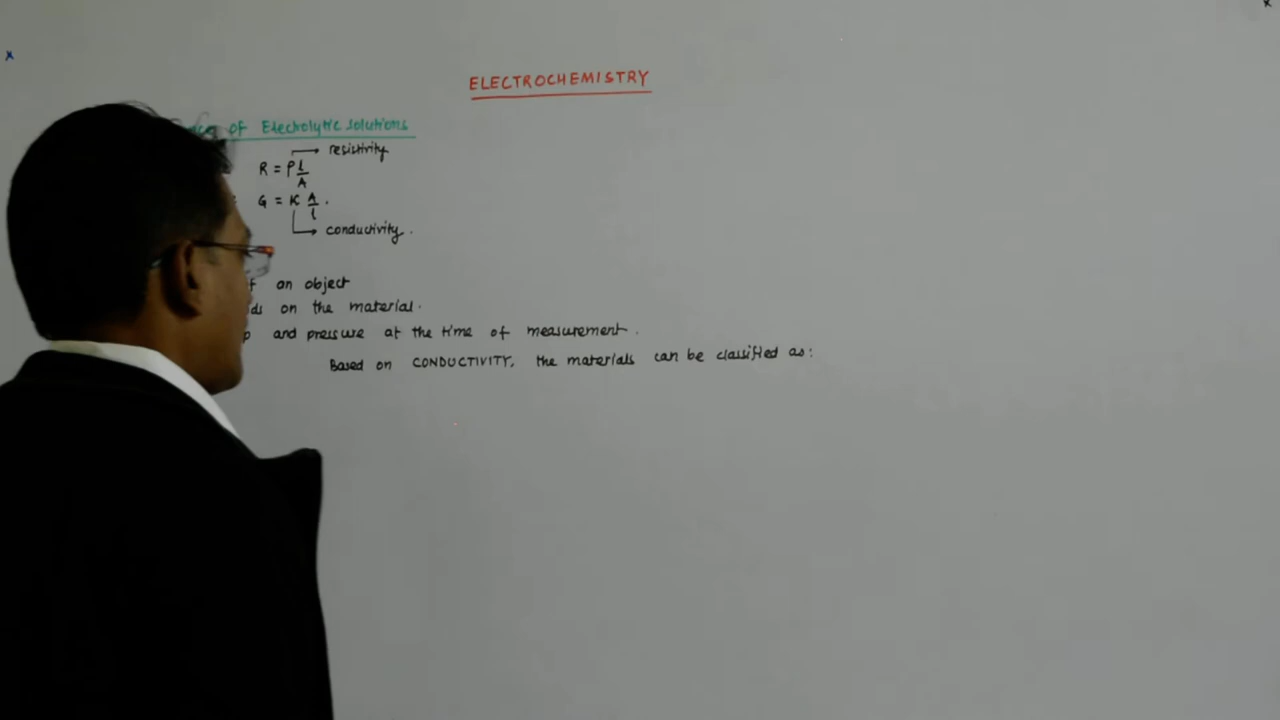 ELECTROCHEMISTRY
of Electrolytic solutions
resistivity
R = ρ l/A
G = K A/l .
conductivity .
an object
on the material.
and pressure at the time of measurement .
Based on CONDUCTIVITY, the materials can be classified as: